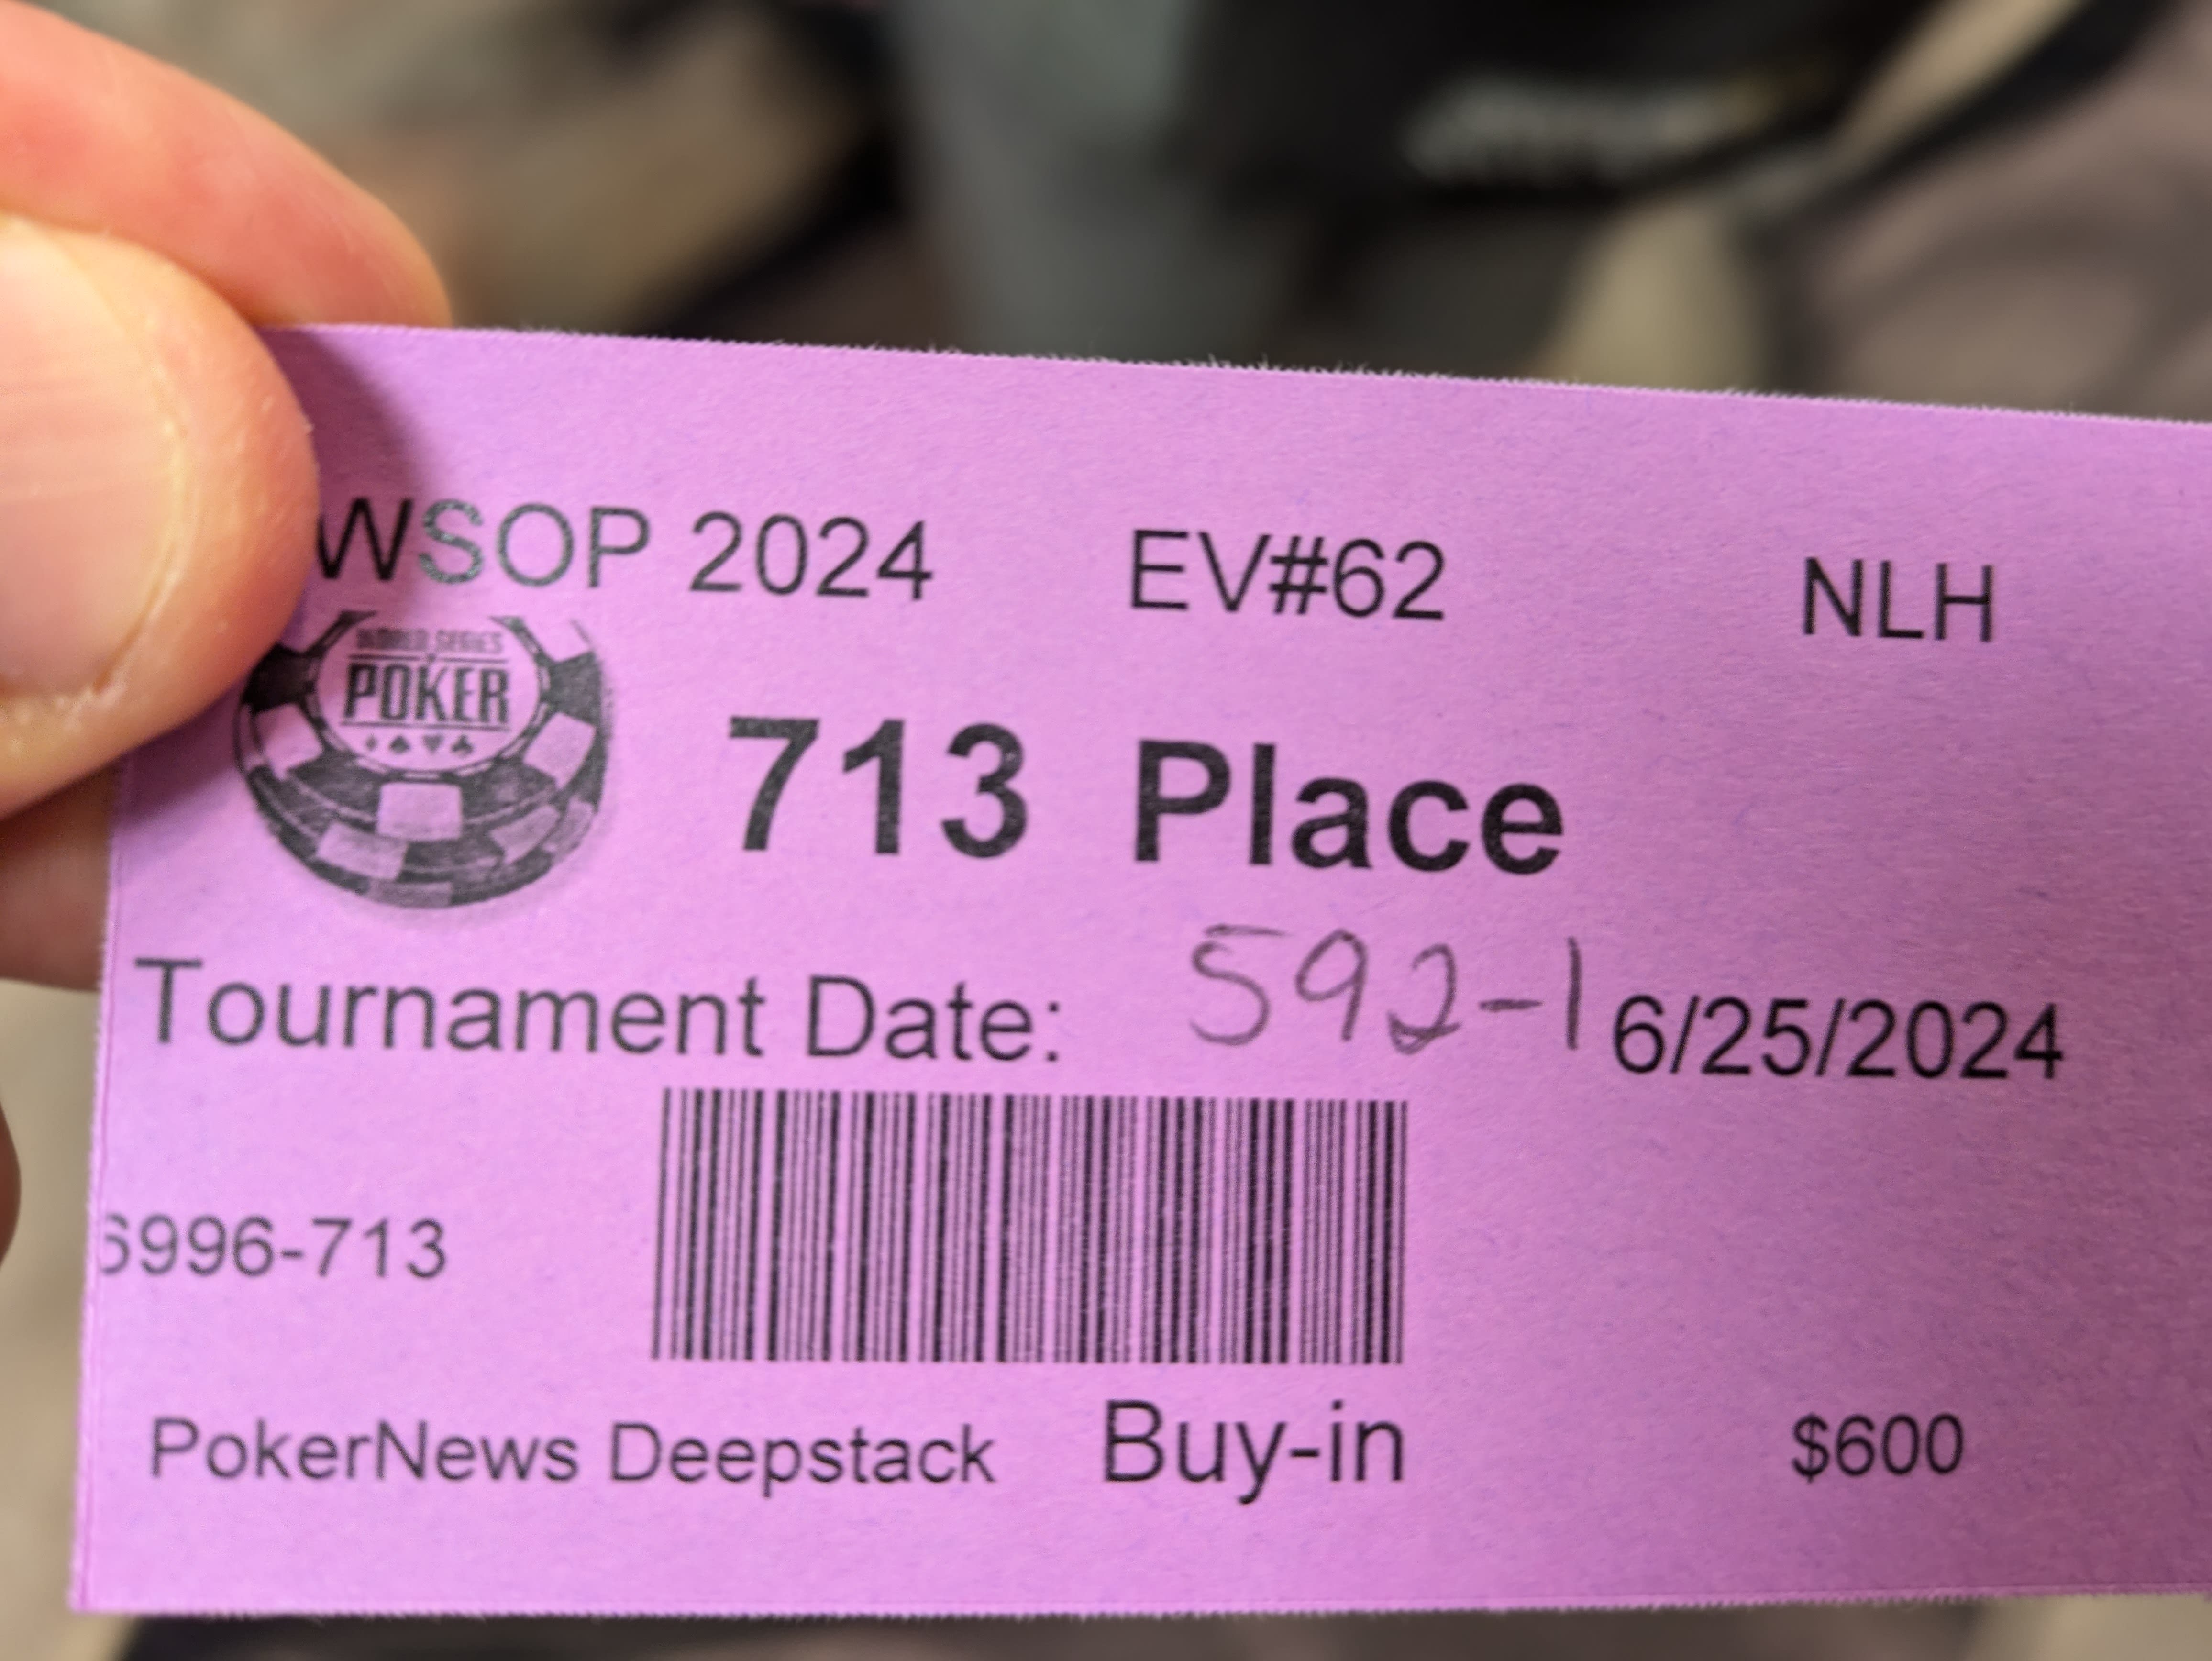 WSOP 2024 EV#62 NLH
WORLD SERIES
POKER
713 Place
592-1
Tournament Date: 6/25/2024
6996-713
PokerNews Deepstack Buy-in $600